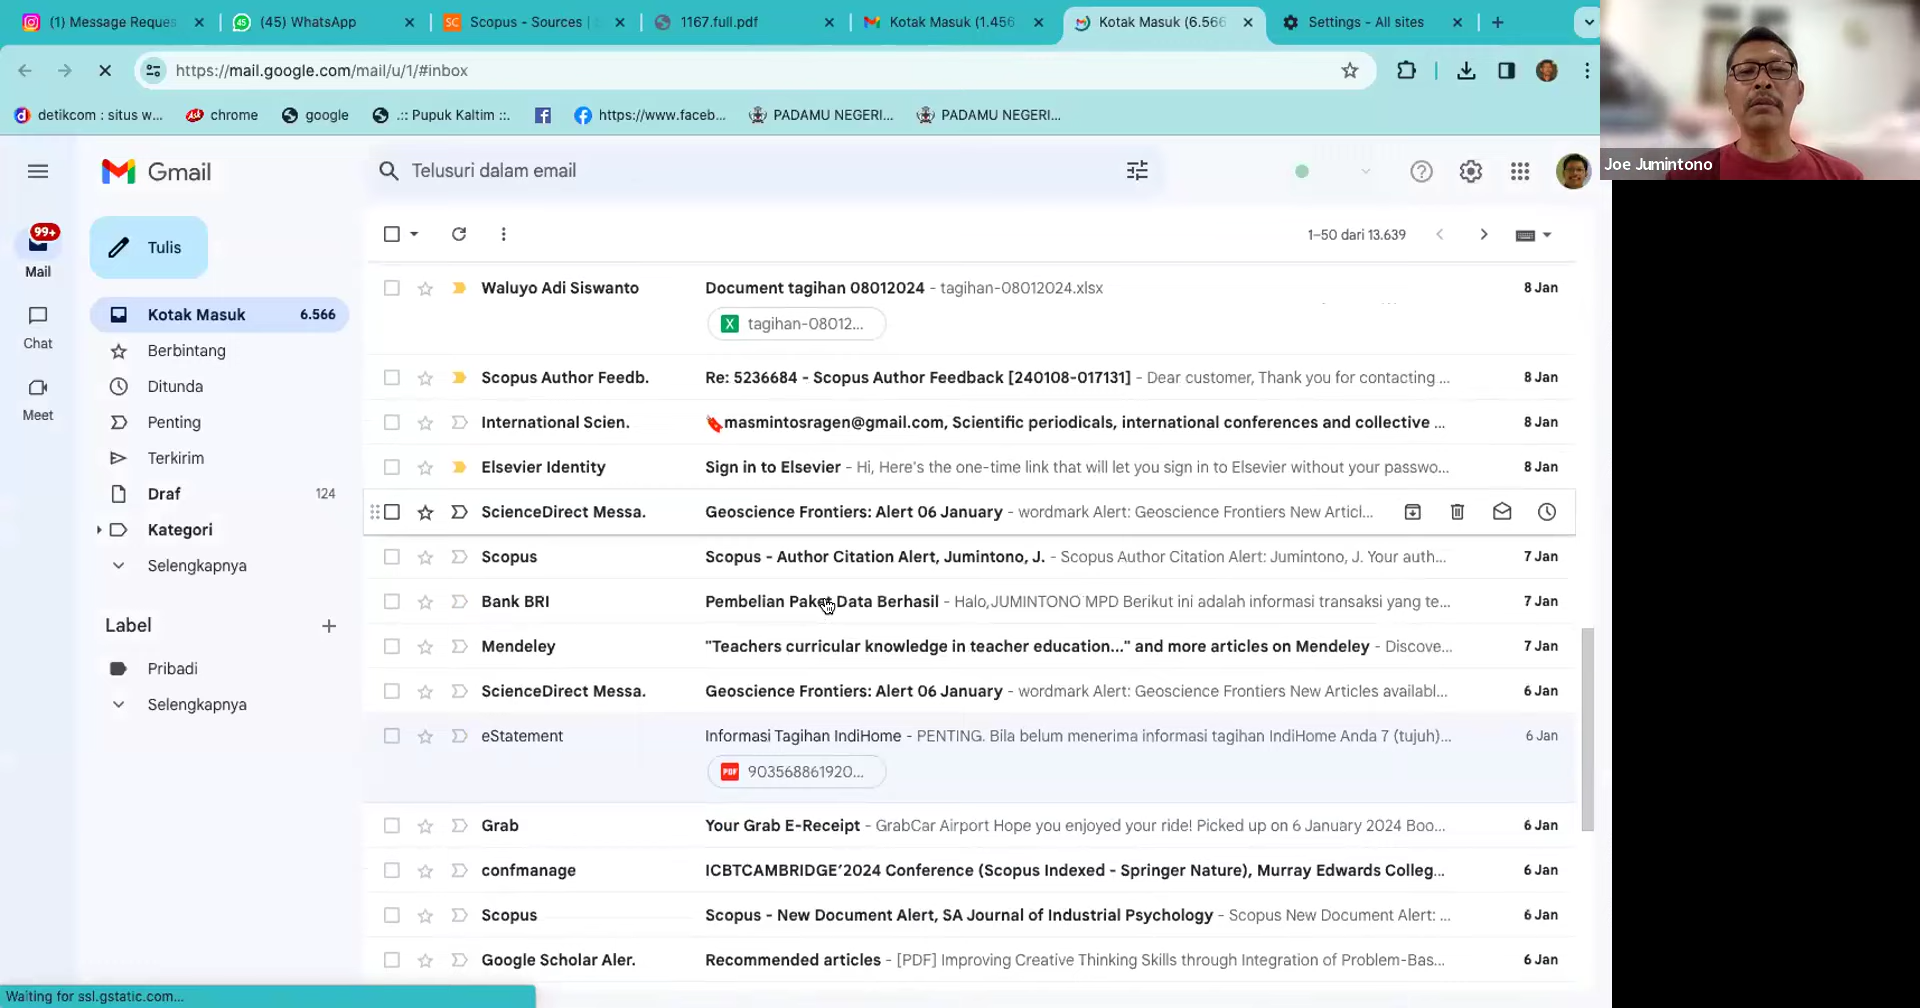 (1) Message Reques
(45) WhatsApp
Scopus - Sources |
1167.full.pdf
Kotak Masuk (1.456
Kotak Masuk (6.566
Settings - All sites
https://mail.google.com/mail/u/1/#inbox
detikcom : situs w...
chrome
google
.:: Pupuk Kaltim ::.
https://www.faceb...
PADAMU NEGERI...
PADAMU NEGERI...
Joe Jumintono
Gmail
Telusuri dalam email
99+
Mail
Chat
Meet
Tulis
Kotak Masuk 6.566
Berbintang
Ditunda
Penting
Terkirim
Draf 124
Kategori
Selengkapnya
Label
Pribadi
Selengkapnya
1–50 dari 13.639
Waluyo Adi Siswanto Document tagihan 08012024 - tagihan-08012024.xlsx 8 Jan
tagihan-08012...
Scopus Author Feedb. Re: 5236684 - Scopus Author Feedback [240108-017131] - Dear customer, Thank you for contacting ... 8 Jan
International Scien. masmintosragen@gmail.com, Scientific periodicals, international conferences and collective ... 8 Jan
Elsevier Identity Sign in to Elsevier - Hi, Here's the one-time link that will let you sign in to Elsevier without your passwo... 8 Jan
ScienceDirect Messa. Geoscience Frontiers: Alert 06 January - wordmark Alert: Geoscience Frontiers New Articl...
Scopus Scopus - Author Citation Alert, Jumintono, J. - Scopus Author Citation Alert: Jumintono, J. Your auth... 7 Jan
Bank BRI Pembelian Paket Data Berhasil - Halo,JUMINTONO MPD Berikut ini adalah informasi transaksi yang te... 7 Jan
Mendeley "Teachers curricular knowledge in teacher education..." and more articles on Mendeley - Discove... 7 Jan
ScienceDirect Messa. Geoscience Frontiers: Alert 06 January - wordmark Alert: Geoscience Frontiers New Articles availabl... 6 Jan
eStatement Informasi Tagihan IndiHome - PENTING. Bila belum menerima informasi tagihan IndiHome Anda 7 (tujuh)... 6 Jan
PDF 903568861920...
Grab Your Grab E-Receipt - GrabCar Airport Hope you enjoyed your ride! Picked up on 6 January 2024 Boo... 6 Jan
confmanage ICBTCAMBRIDGE'2024 Conference (Scopus Indexed - Springer Nature), Murray Edwards Colleg... 6 Jan
Scopus Scopus - New Document Alert, SA Journal of Industrial Psychology - Scopus New Document Alert: ... 6 Jan
Google Scholar Aler. Recommended articles - [PDF] Improving Creative Thinking Skills through Integration of Problem-Bas... 6 Jan
Waiting for ssl.gstatic.com...